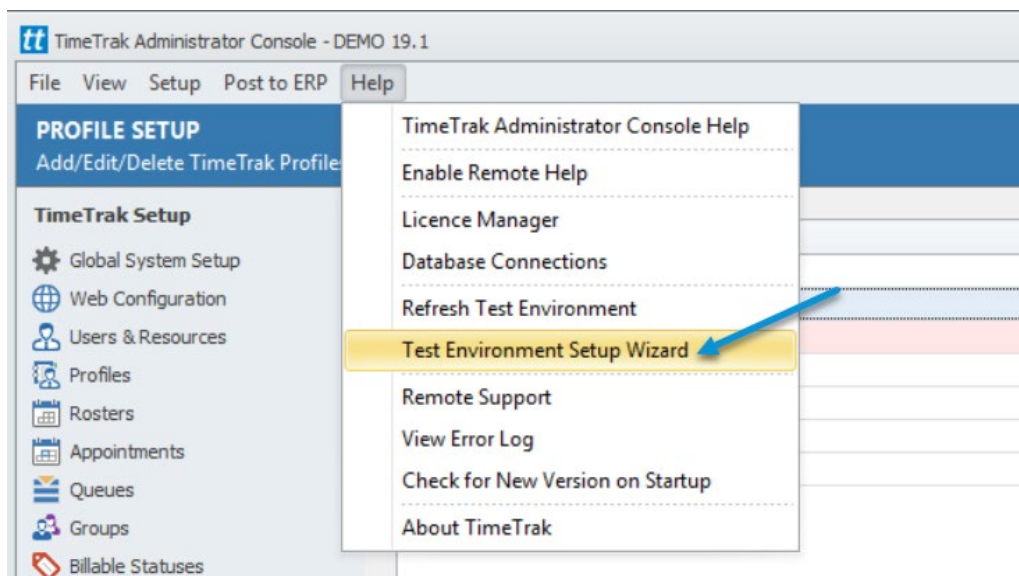 tt TimeTrak Administrator Console - DEMO 19.1
File View Setup Post to ERP Help
PROFILE SETUP
Add/Edit/Delete TimeTrak Profile
TimeTrak Setup
Global System Setup
Web Configuration
Users & Resources
Profiles
Rosters
Appointments
Queues
Groups
Billable Statuses
TimeTrak Administrator Console Help
Enable Remote Help
Licence Manager
Database Connections
Refresh Test Environment
Test Environment Setup Wizard
Remote Support
View Error Log
Check for New Version on Startup
About TimeTrak